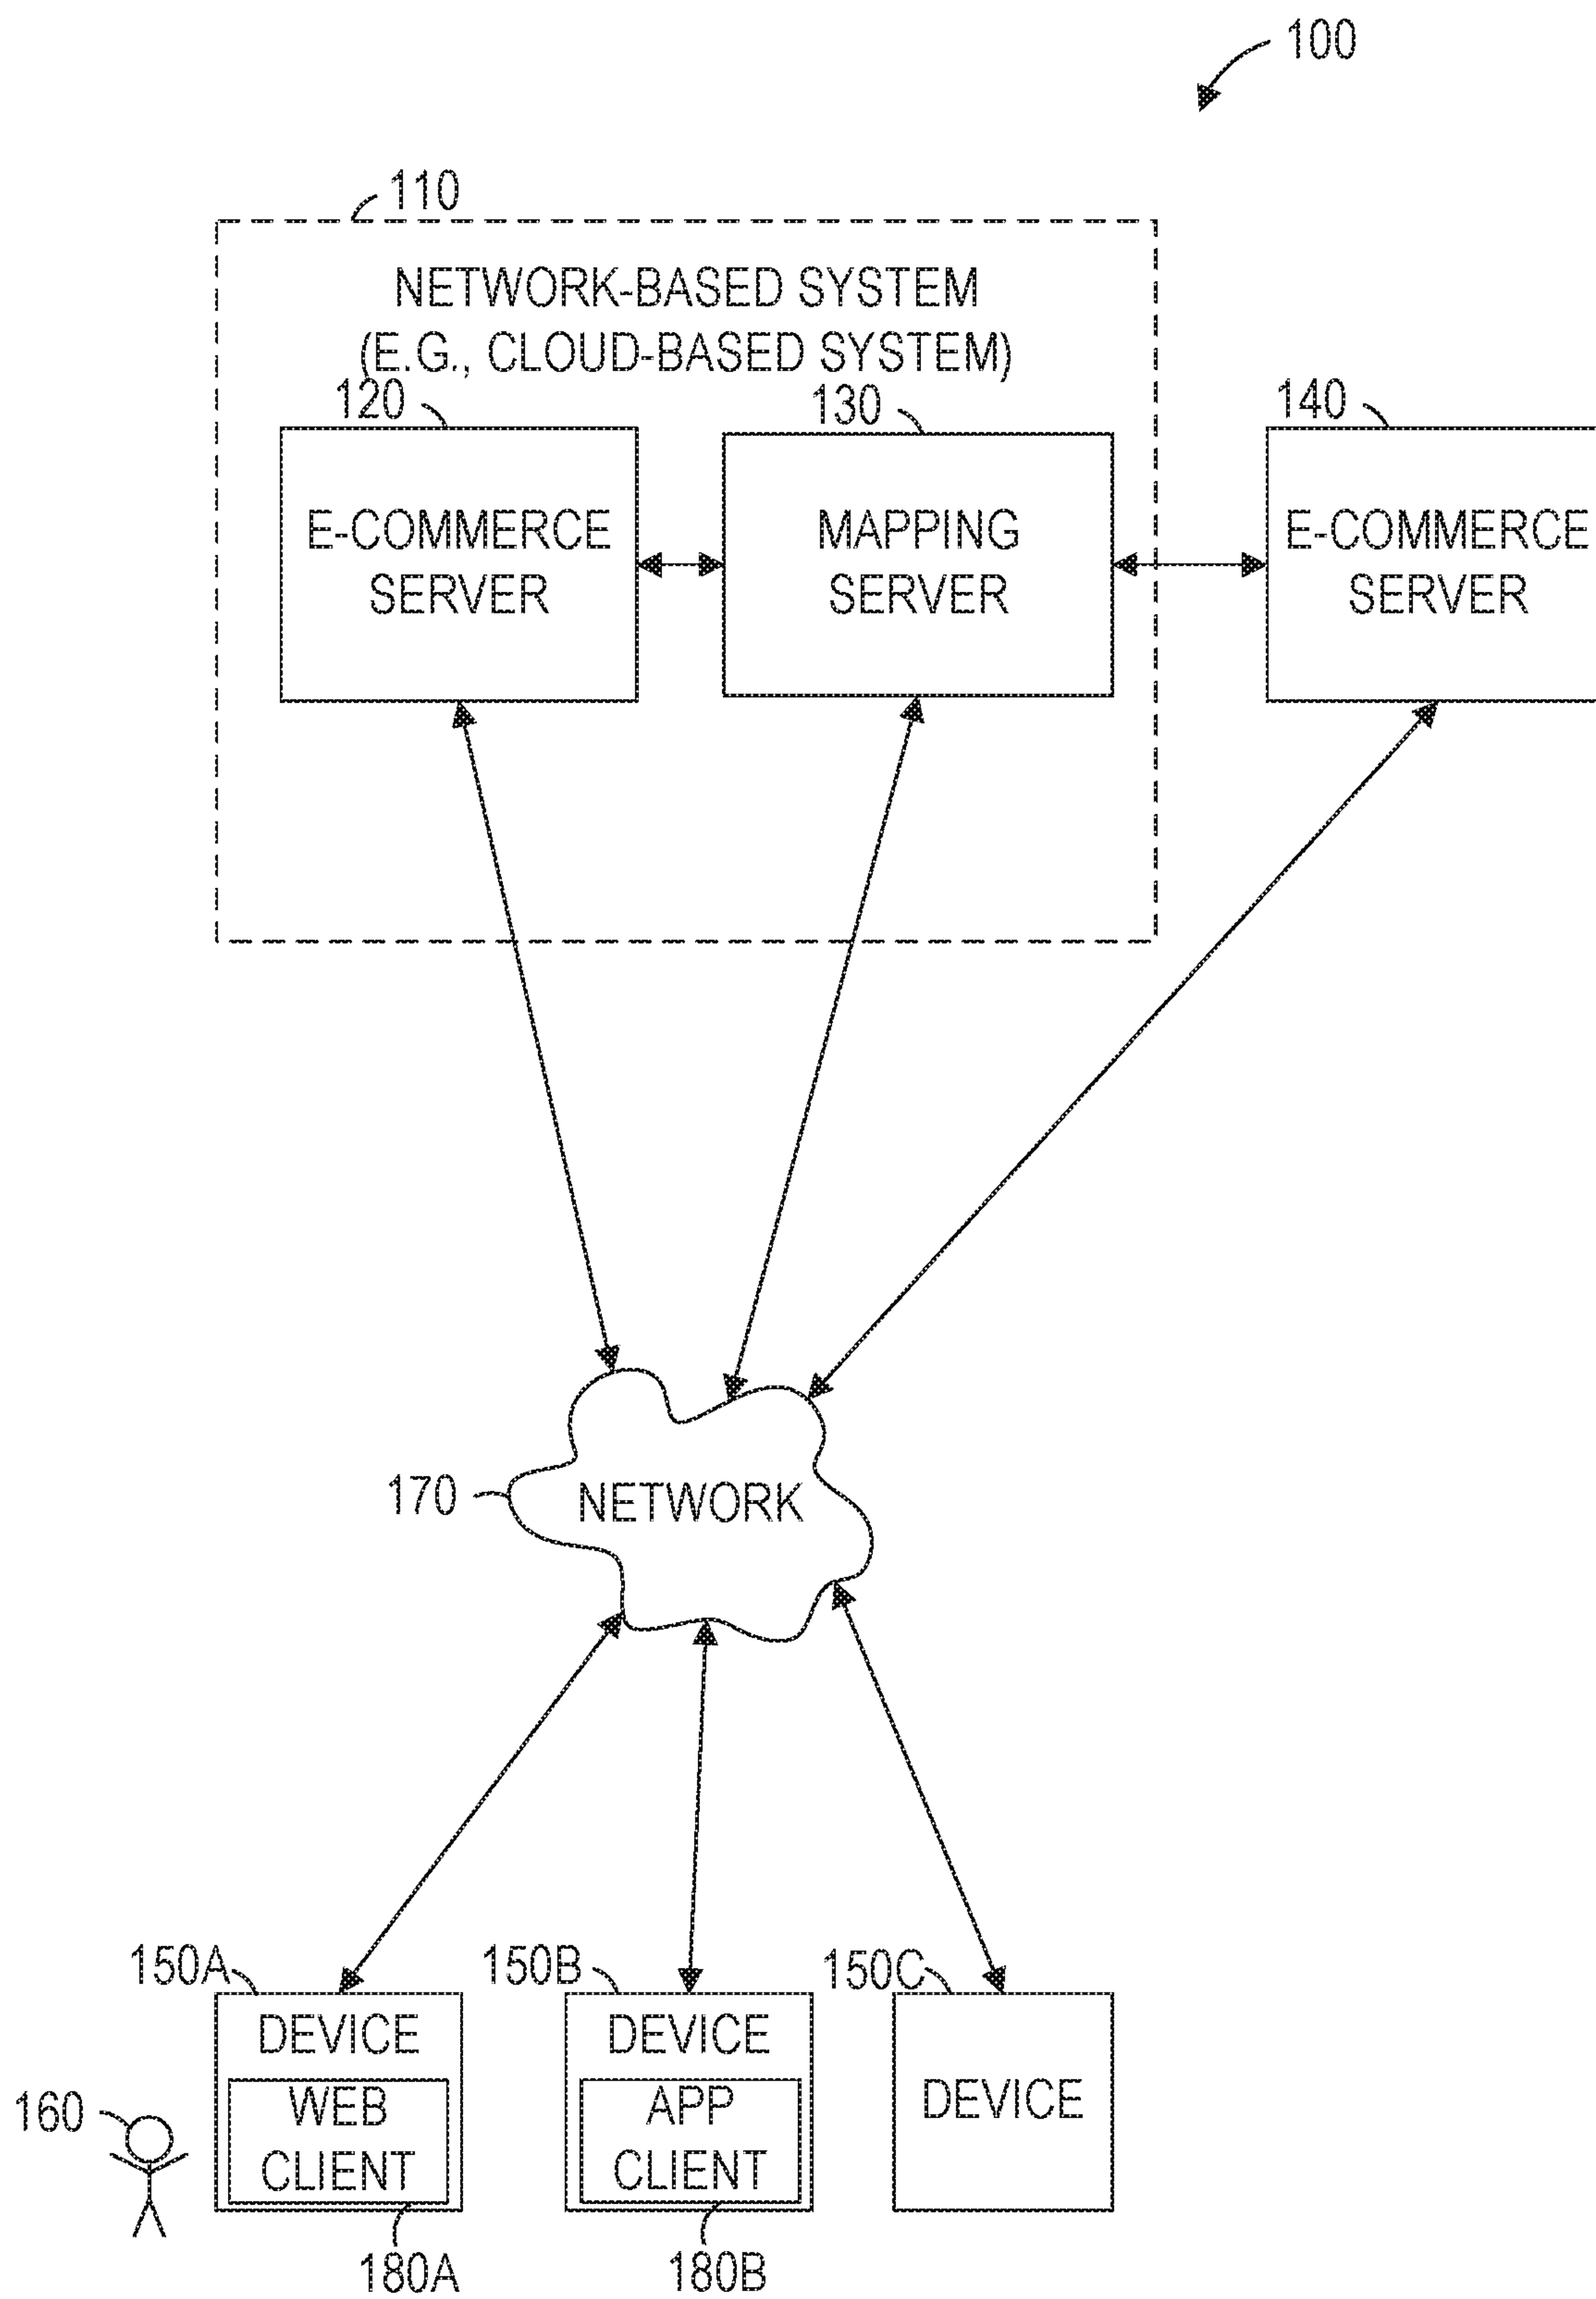 100
110
NETWORK-BASED SYSTEM
(E.G., CLOUD-BASED SYSTEM)
120
130
140
E-COMMERCE
SERVER
MAPPING
SERVER
E-COMMERCE
SERVER
170
NETWORK
150A
150B
150C
DEVICE
WEB
CLIENT
DEVICE
APP
CLIENT
DEVICE
160
180A
180B